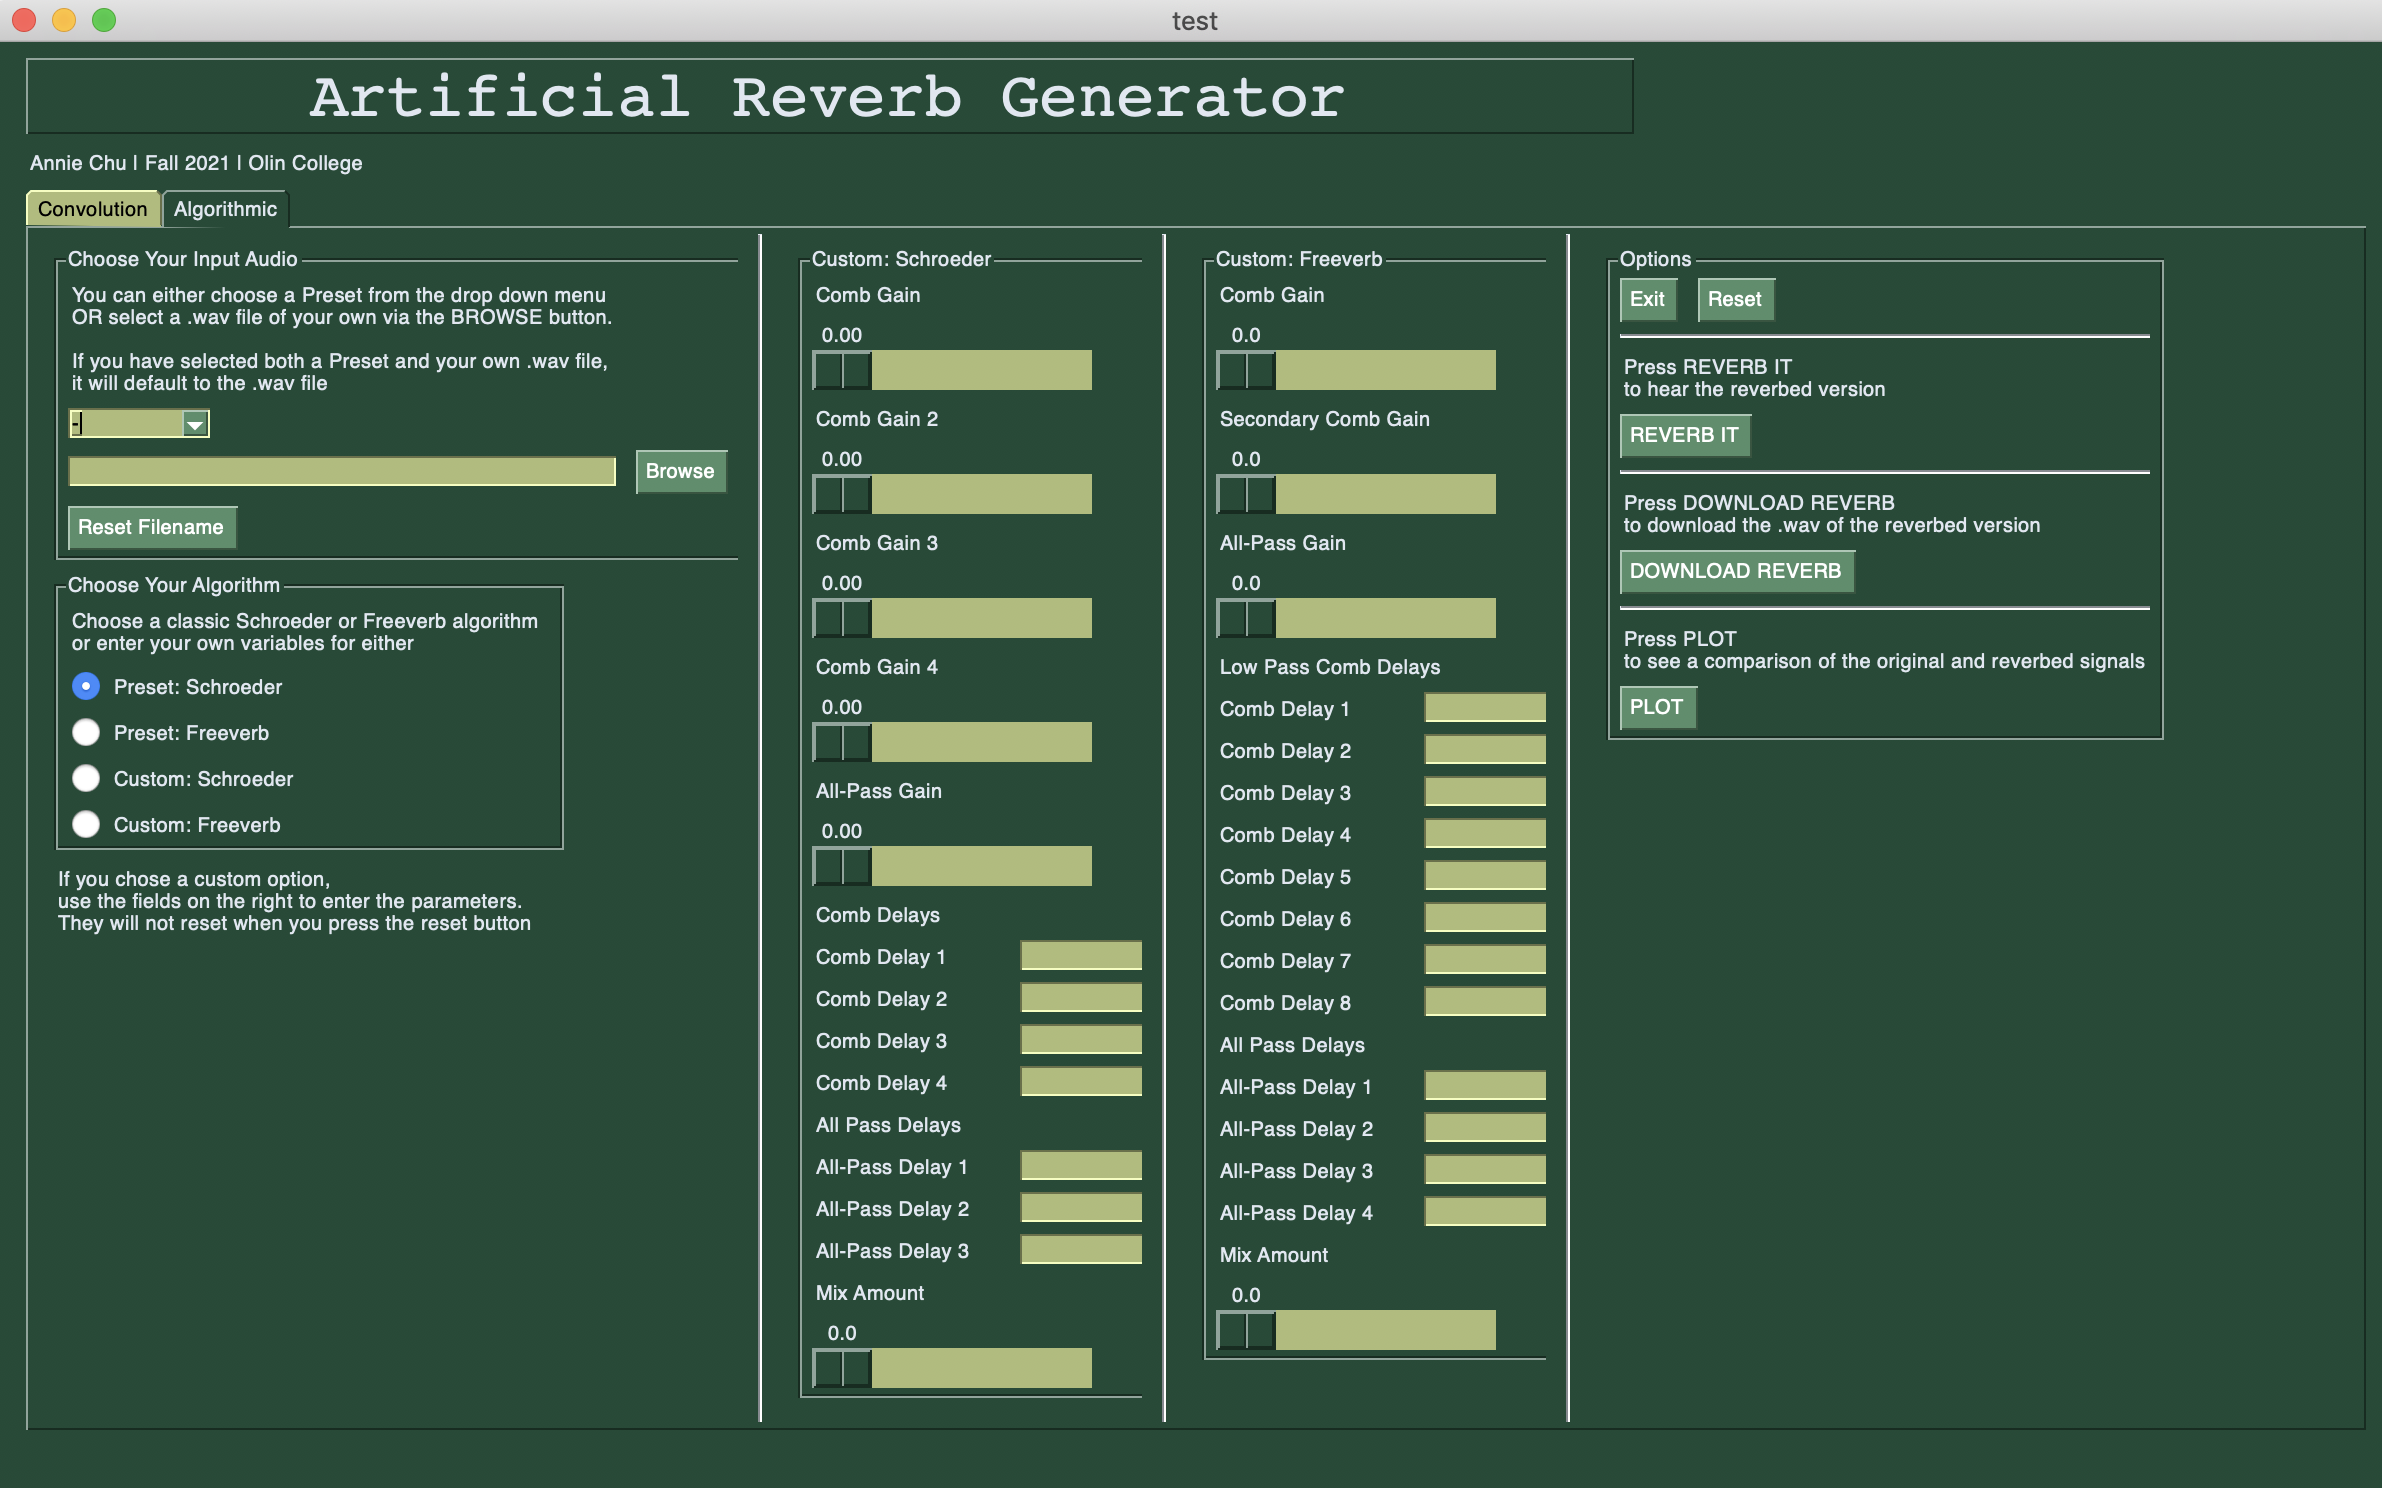 test
Artificial Reverb Generator
Annie Chu | Fall 2021 | Olin College
Convolution
Algorithmic
Choose Your Input Audio
You can either choose a Preset from the drop down menu
OR select a .wav file of your own via the BROWSE button.
If you have selected both a Preset and your own .wav file,
it will default to the .wav file
-
Browse
Reset Filename
Choose Your Algorithm
Choose a classic Schroeder or Freeverb algorithm
or enter your own variables for either
Preset: Schroeder
Preset: Freeverb
Custom: Schroeder
Custom: Freeverb
If you chose a custom option,
use the fields on the right to enter the parameters.
They will not reset when you press the reset button
Custom: Schroeder
Comb Gain
0.00
Comb Gain 2
0.00
Comb Gain 3
0.00
Comb Gain 4
0.00
All-Pass Gain
0.00
Comb Delays
Comb Delay 1
Comb Delay 2
Comb Delay 3
Comb Delay 4
All Pass Delays
All-Pass Delay 1
All-Pass Delay 2
All-Pass Delay 3
Mix Amount
0.0
Custom: Freeverb
Comb Gain
0.0
Secondary Comb Gain
0.0
All-Pass Gain
0.0
Low Pass Comb Delays
Comb Delay 1
Comb Delay 2
Comb Delay 3
Comb Delay 4
Comb Delay 5
Comb Delay 6
Comb Delay 7
Comb Delay 8
All Pass Delays
All-Pass Delay 1
All-Pass Delay 2
All-Pass Delay 3
All-Pass Delay 4
Mix Amount
0.0
Options
Exit
Reset
Press REVERB IT
to hear the reverbed version
REVERB IT
Press DOWNLOAD REVERB
to download the .wav of the reverbed version
DOWNLOAD REVERB
Press PLOT
to see a comparison of the original and reverbed signals
PLOT